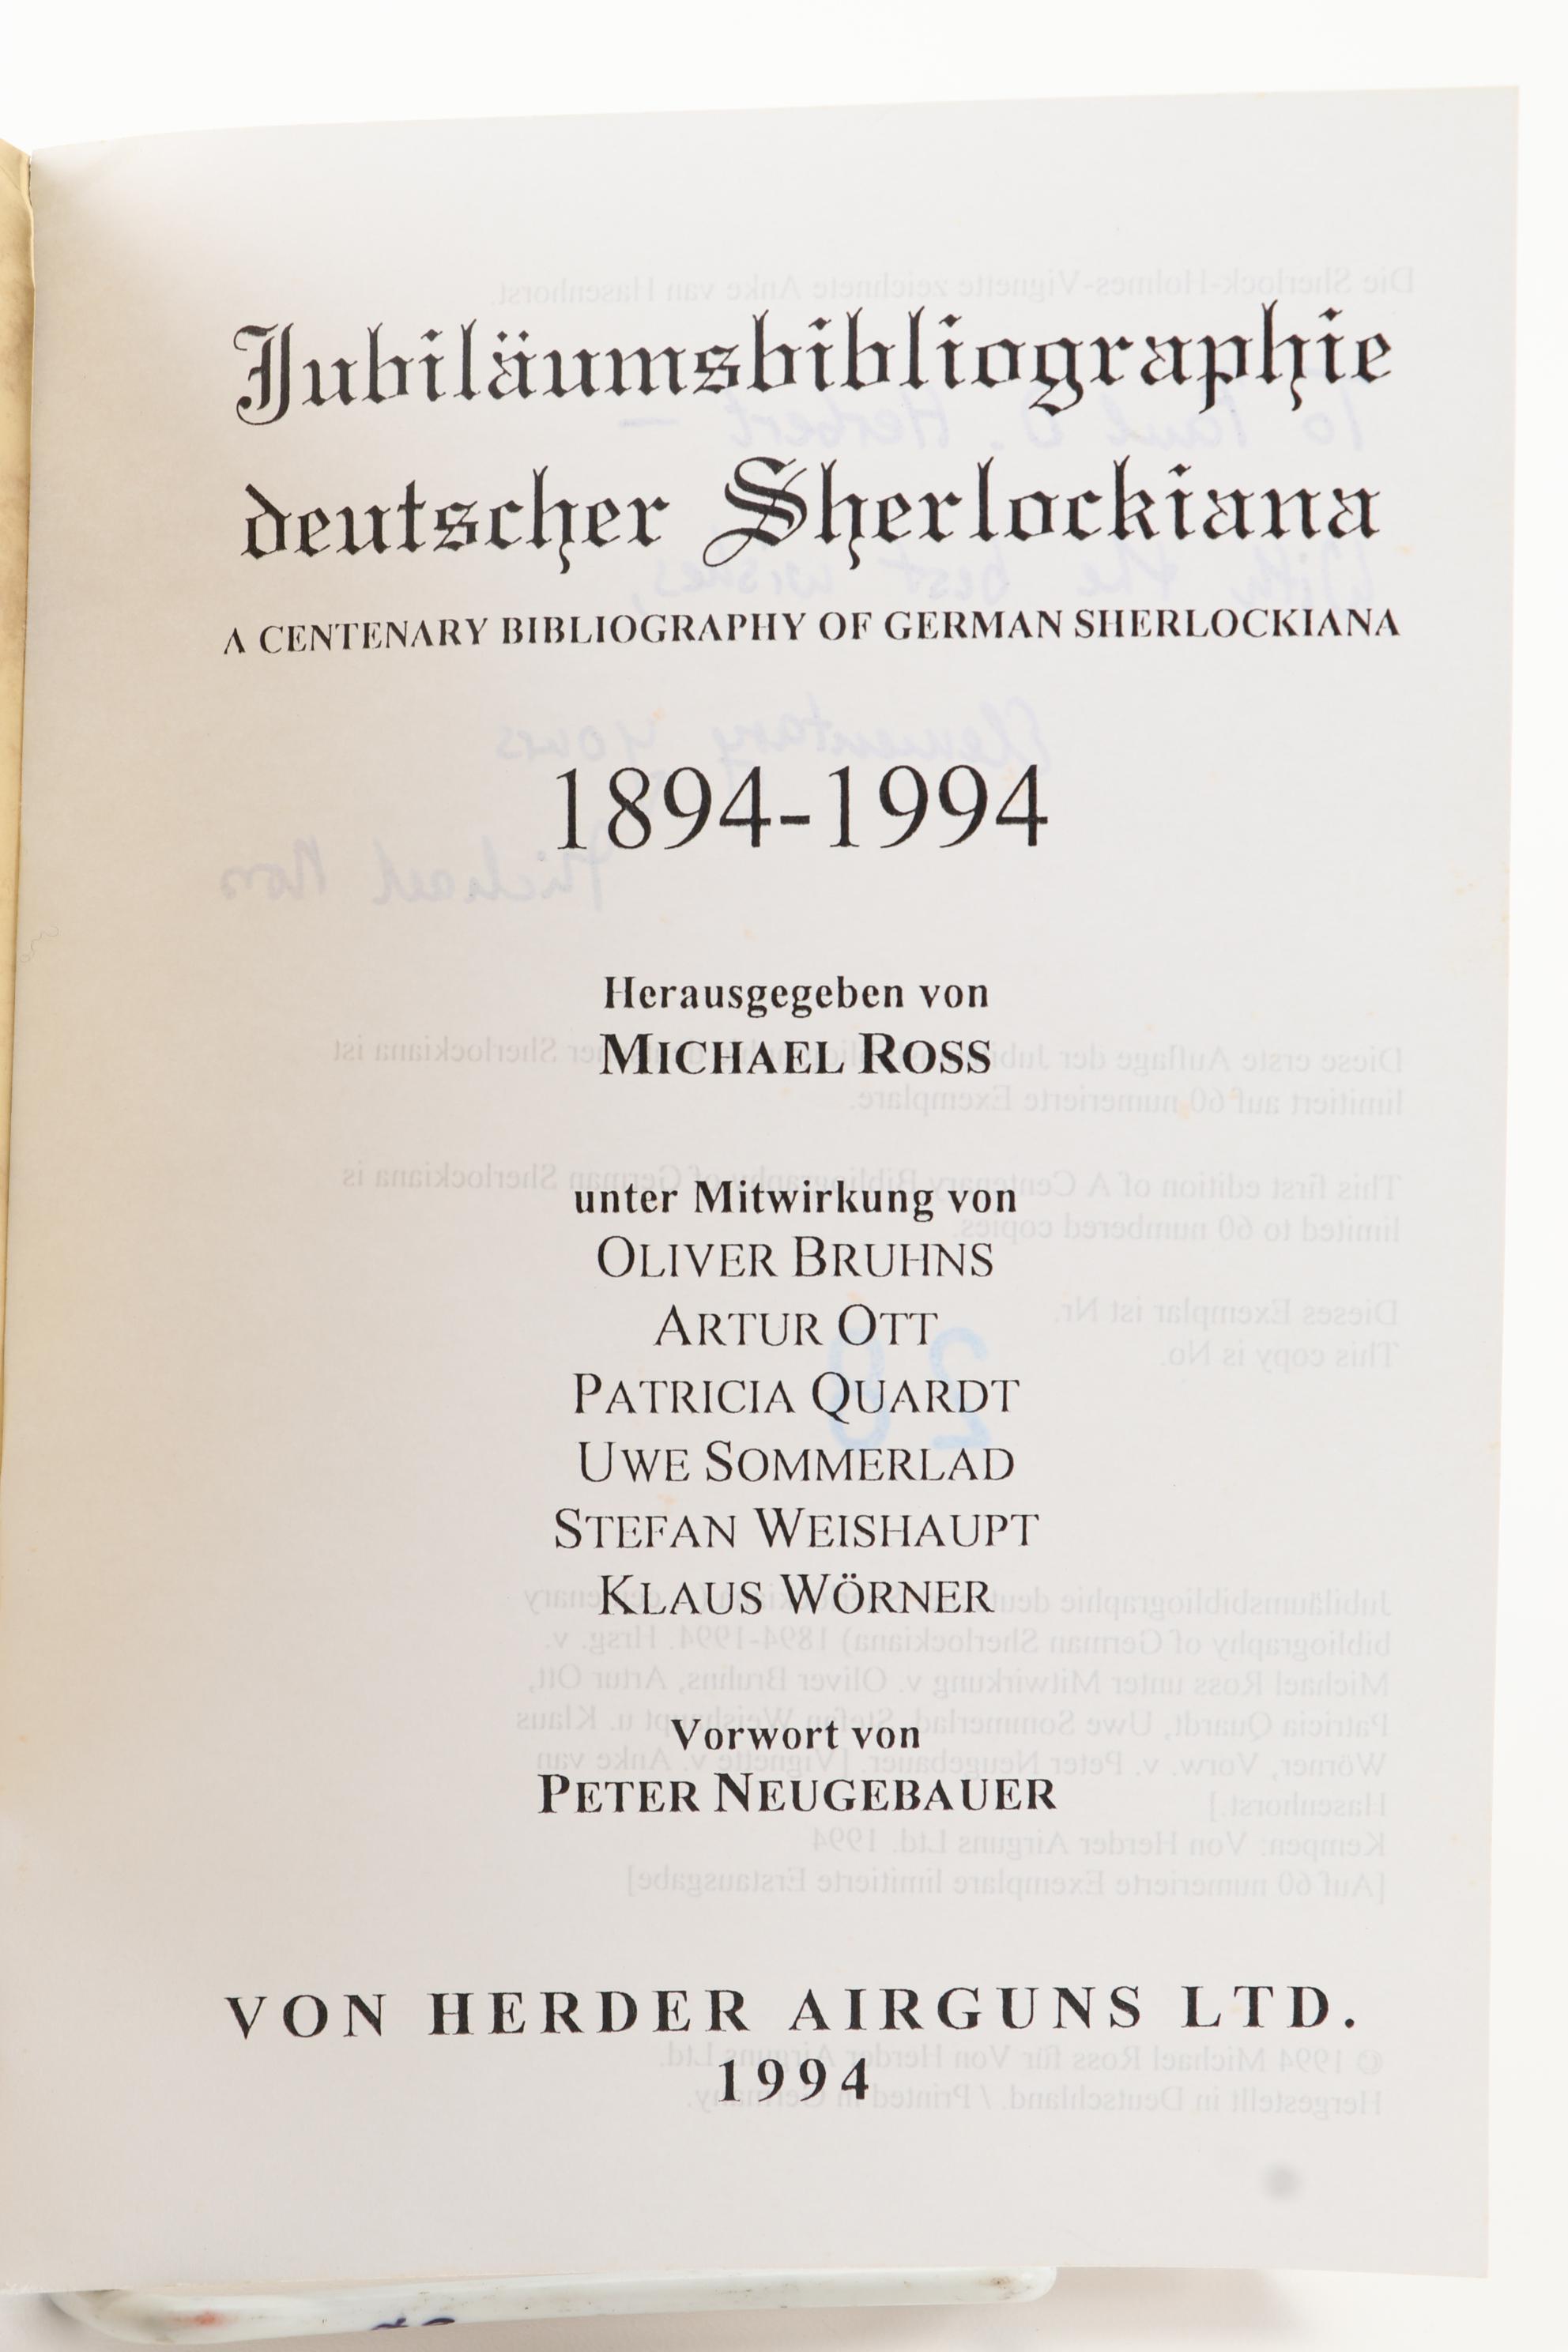 Jubiläumsbibliographie
deutscher Sherlockiana
A CENTENARY BIBLIOGRAPHY OF GERMAN SHERLOCKIANA
1894-1994
Herausgegeben von
MICHAEL ROSS
unter Mitwirkung von
OLIVER BRUHNS
ARTUR OTT
PATRICIA QUARDT
UWE SOMMERLAD
STEFAN WEISHAUPT
KLAUS WÖRNER
Vorwort von
PETER NEUGEBAUER
VON HERDER AIRGUNS LTD.
1994